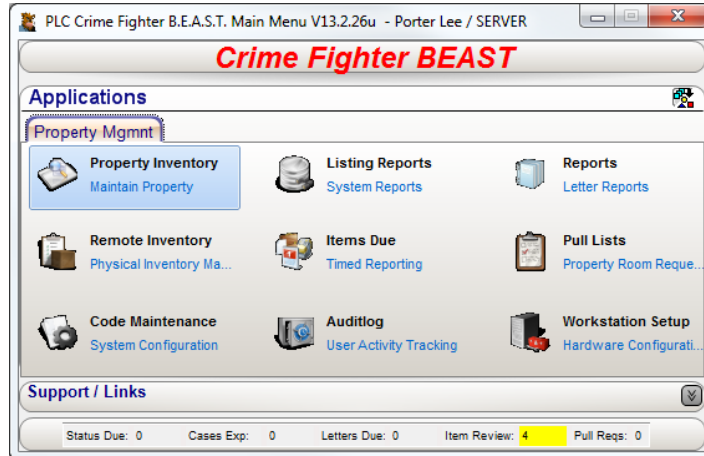 PLC Crime Fighter B.E.A.S.T. Main Menu V13.2.26u - Porter Lee / SERVER
Crime Fighter BEAST
Applications
Property Mgmnt
Property Inventory
Maintain Property
Listing Reports
System Reports
Reports
Letter Reports
Remote Inventory
Physical Inventory Ma...
Items Due
Timed Reporting
Pull Lists
Property Room Reque...
Code Maintenance
System Configuration
Auditlog
User Activity Tracking
Workstation Setup
Hardware Configurati...
Support / Links
Status Due: 0 Cases Exp: 0 Letters Due: 0 Item Review: 4 Pull Reqs: 0